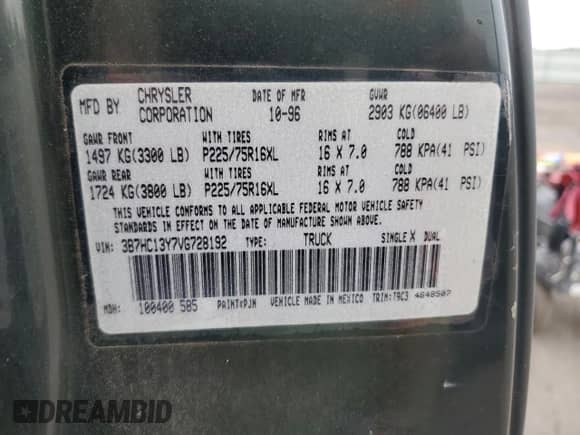 MFD BY CHRYSLER CORPORATION DATE OF MFR 10-96 GVWR 2903 KG(06400 LB)
GAWR FRONT WITH TIRES RIMS AT COLD
1497 KG(3300 LB) P225/75R16XL 16 X 7.0 788 KPA(41 PSI)
GAWR REAR WITH TIRES RIMS AT COLD
1724 KG(3800 LB) P225/75R16XL 16 X 7.0 788 KPA(41 PSI)
THIS VEHICLE CONFORMS TO ALL APPLICABLE FEDERAL MOTOR VEHICLE SAFETY
STANDARDS IN EFFECT ON THE DATE OF MANUFACTURE SHOWN ABOVE.
VIN: 3B7HC13Y7VG728192 TYPE: TRUCK SINGLE X DUAL
MDH: 100400 585 PAINT:PJN VEHICLE MADE IN MEXICO TRIM:T9C3 4648507
DREAMBID